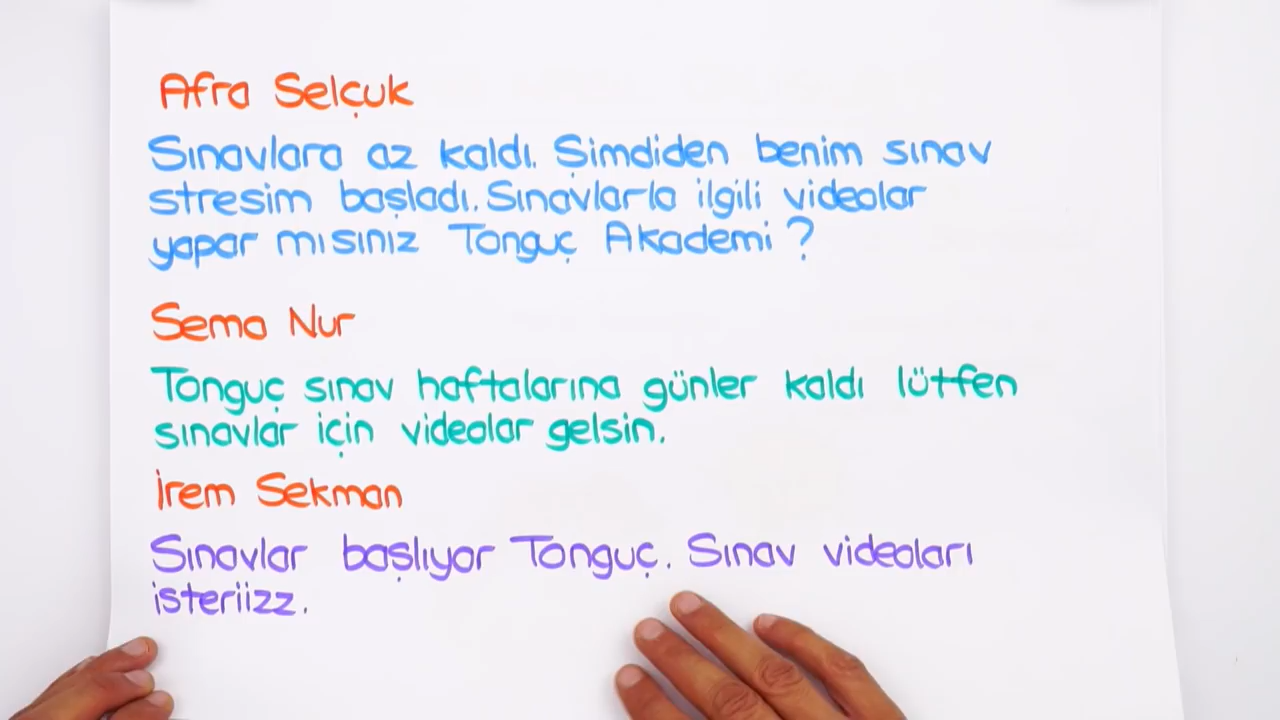 Afra Selçuk
Sınavlara az kaldı. Şimdiden benim sınav
stresim başladı. Sınavlarla ilgili videolar
yapar mısınız Tonguç Akademi?
Sema Nur
Tonguç sınav haftalarına günler kaldı lütfen
sınavlar için videolar gelsin.
İrem Sekman
Sınavlar başlıyor Tonguç. Sınav videoları
isteriizz.